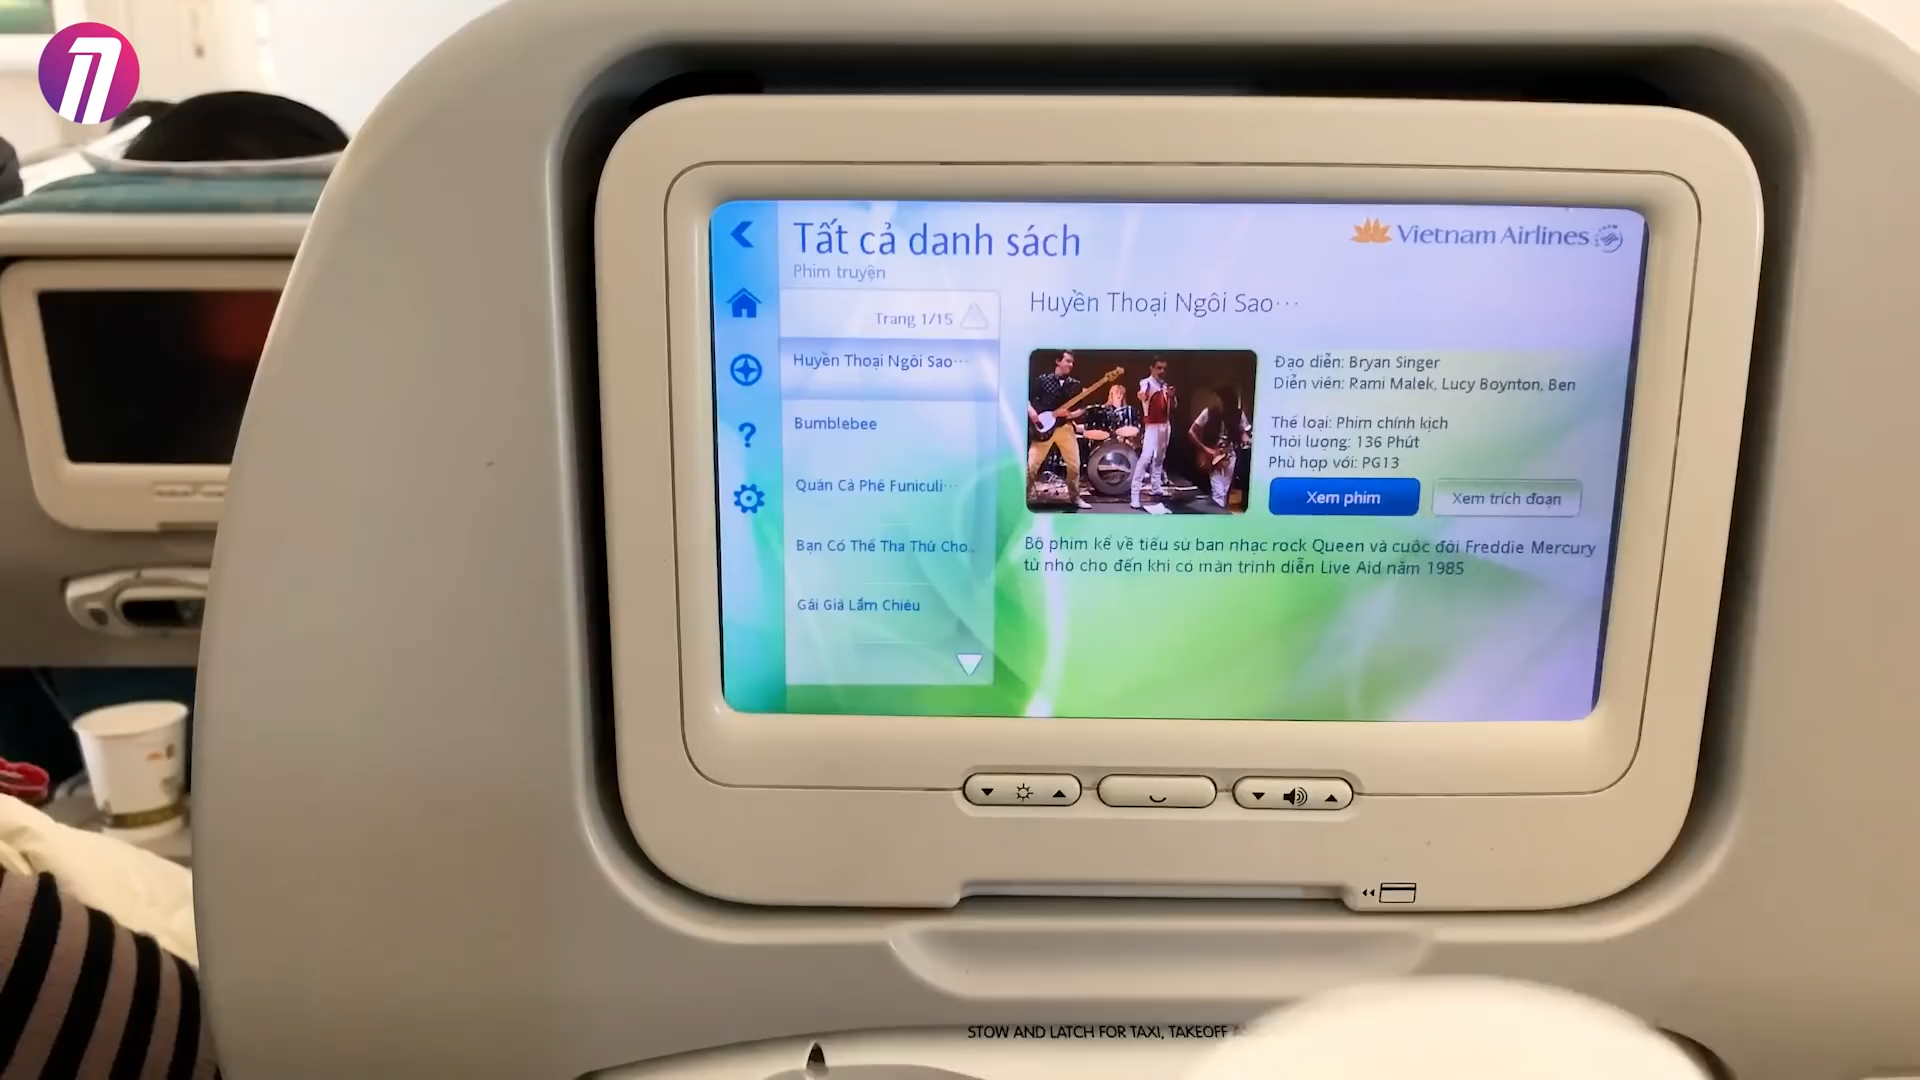 Tất cả danh sách
Phim truyện
Vietnam Airlines
Trang 1/15
Huyền Thoại Ngôi Sao...
Bumblebee
Quán Cà Phê Funiculi...
Bạn Có Thể Tha Thứ Cho..
Gái Già Lắm Chiêu
Huyền Thoại Ngôi Sao...
Đạo diễn: Bryan Singer
Diễn viên: Rami Malek, Lucy Boynton, Ben
Thể loại: Phim chính kịch
Thời lượng: 136 Phút
Phù hợp với: PG13
Xem phim
Xem trích đoạn
Bộ phim kể về tiểu sử ban nhạc rock Queen và cuộc đời Freddie Mercury
từ nhỏ cho đến khi có màn trình diễn Live Aid năm 1985
STOW AND LATCH FOR TAXI, TAKEOFF